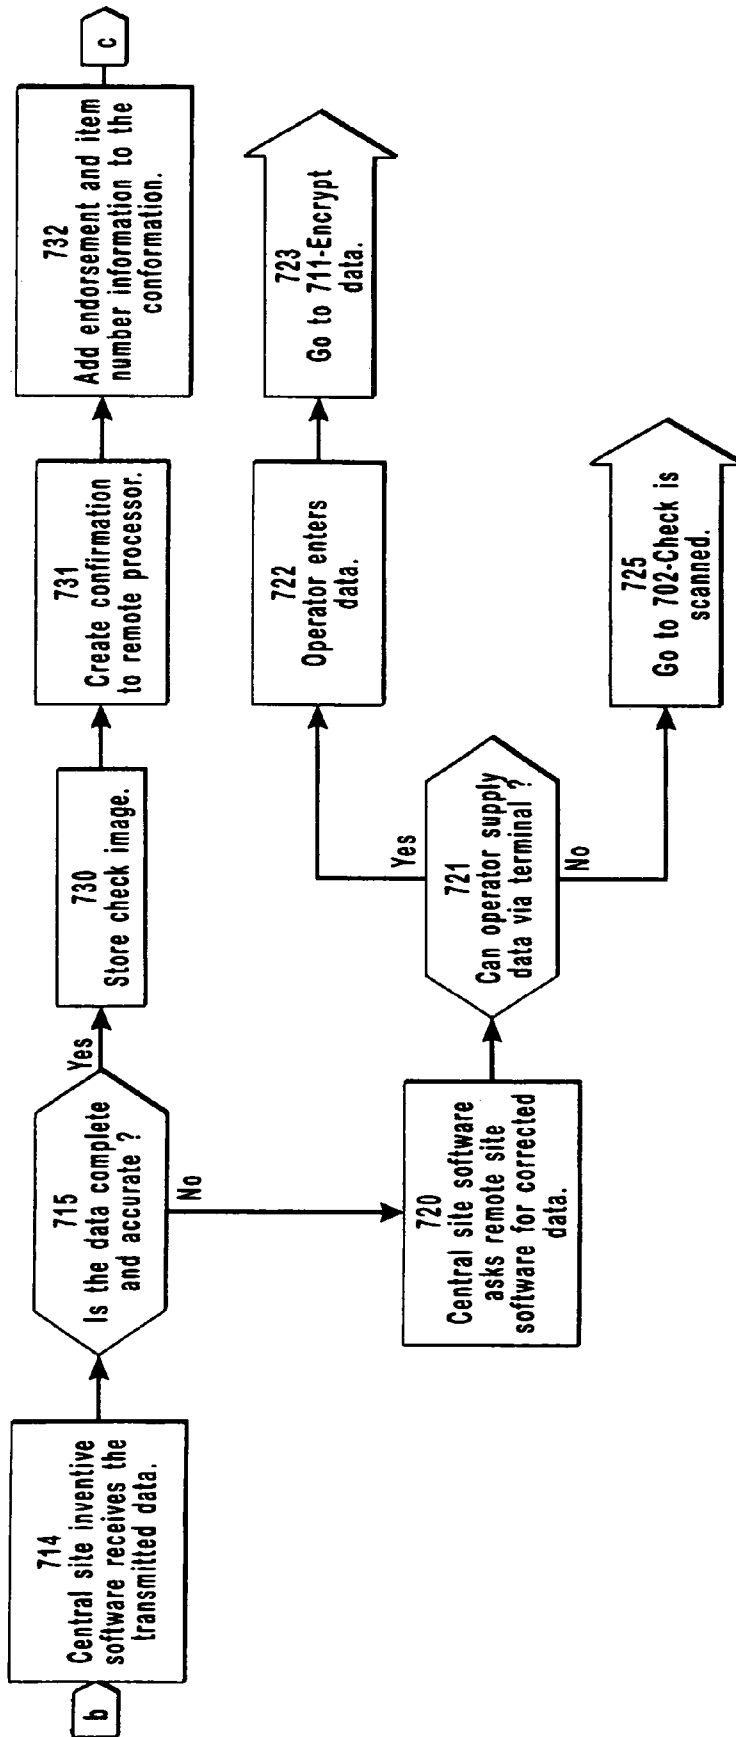 b
714
Central site inventive
software receives the
transmitted data.
715
Is the data complete
and accurate ?
Yes
No
730
Store check image.
731
Create confirmation
to remote processor.
732
Add endorsement and item
number information to the
conformation.
c
720
Central site software
asks remote site
software for corrected
data.
721
Can operator supply
data via terminal ?
Yes
No
722
Operator enters
data.
723
Go to 711-Encrypt
data.
725
Go to 702-Check is
scanned.